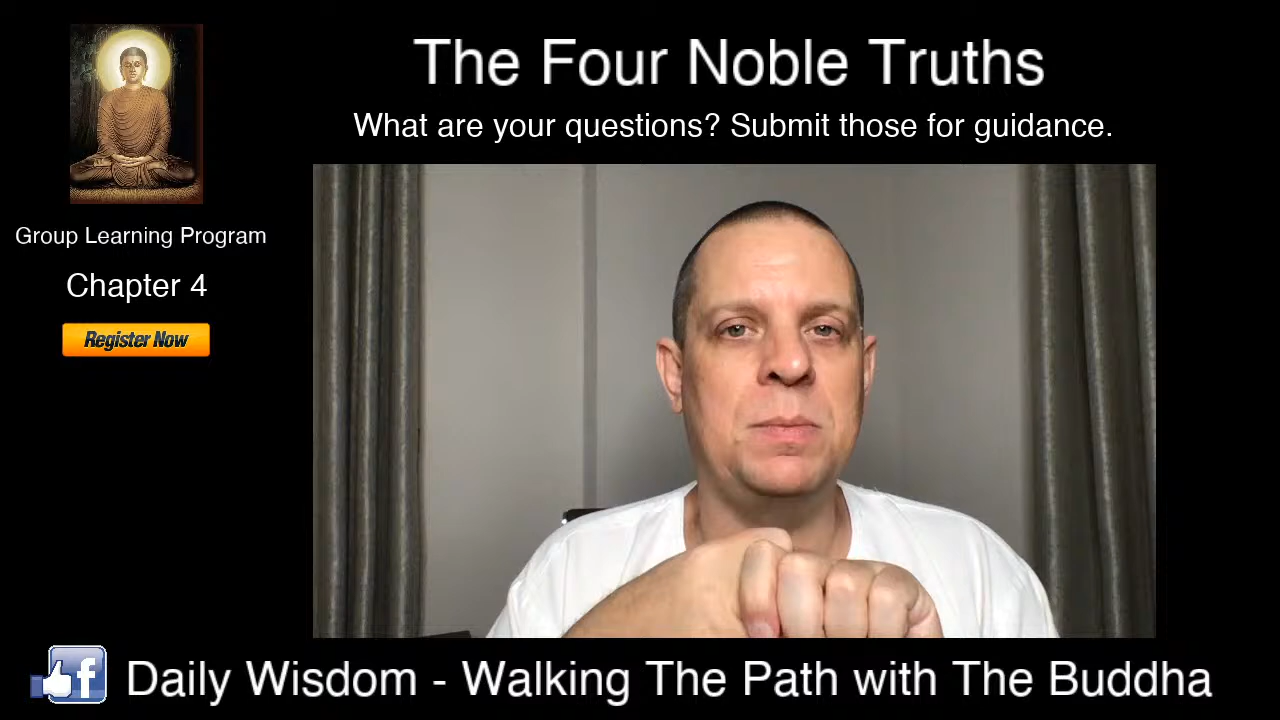 The Four Noble Truths
What are your questions? Submit those for guidance.
Group Learning Program
Chapter 4
Register Now
f
Daily Wisdom - Walking The Path with The Buddha